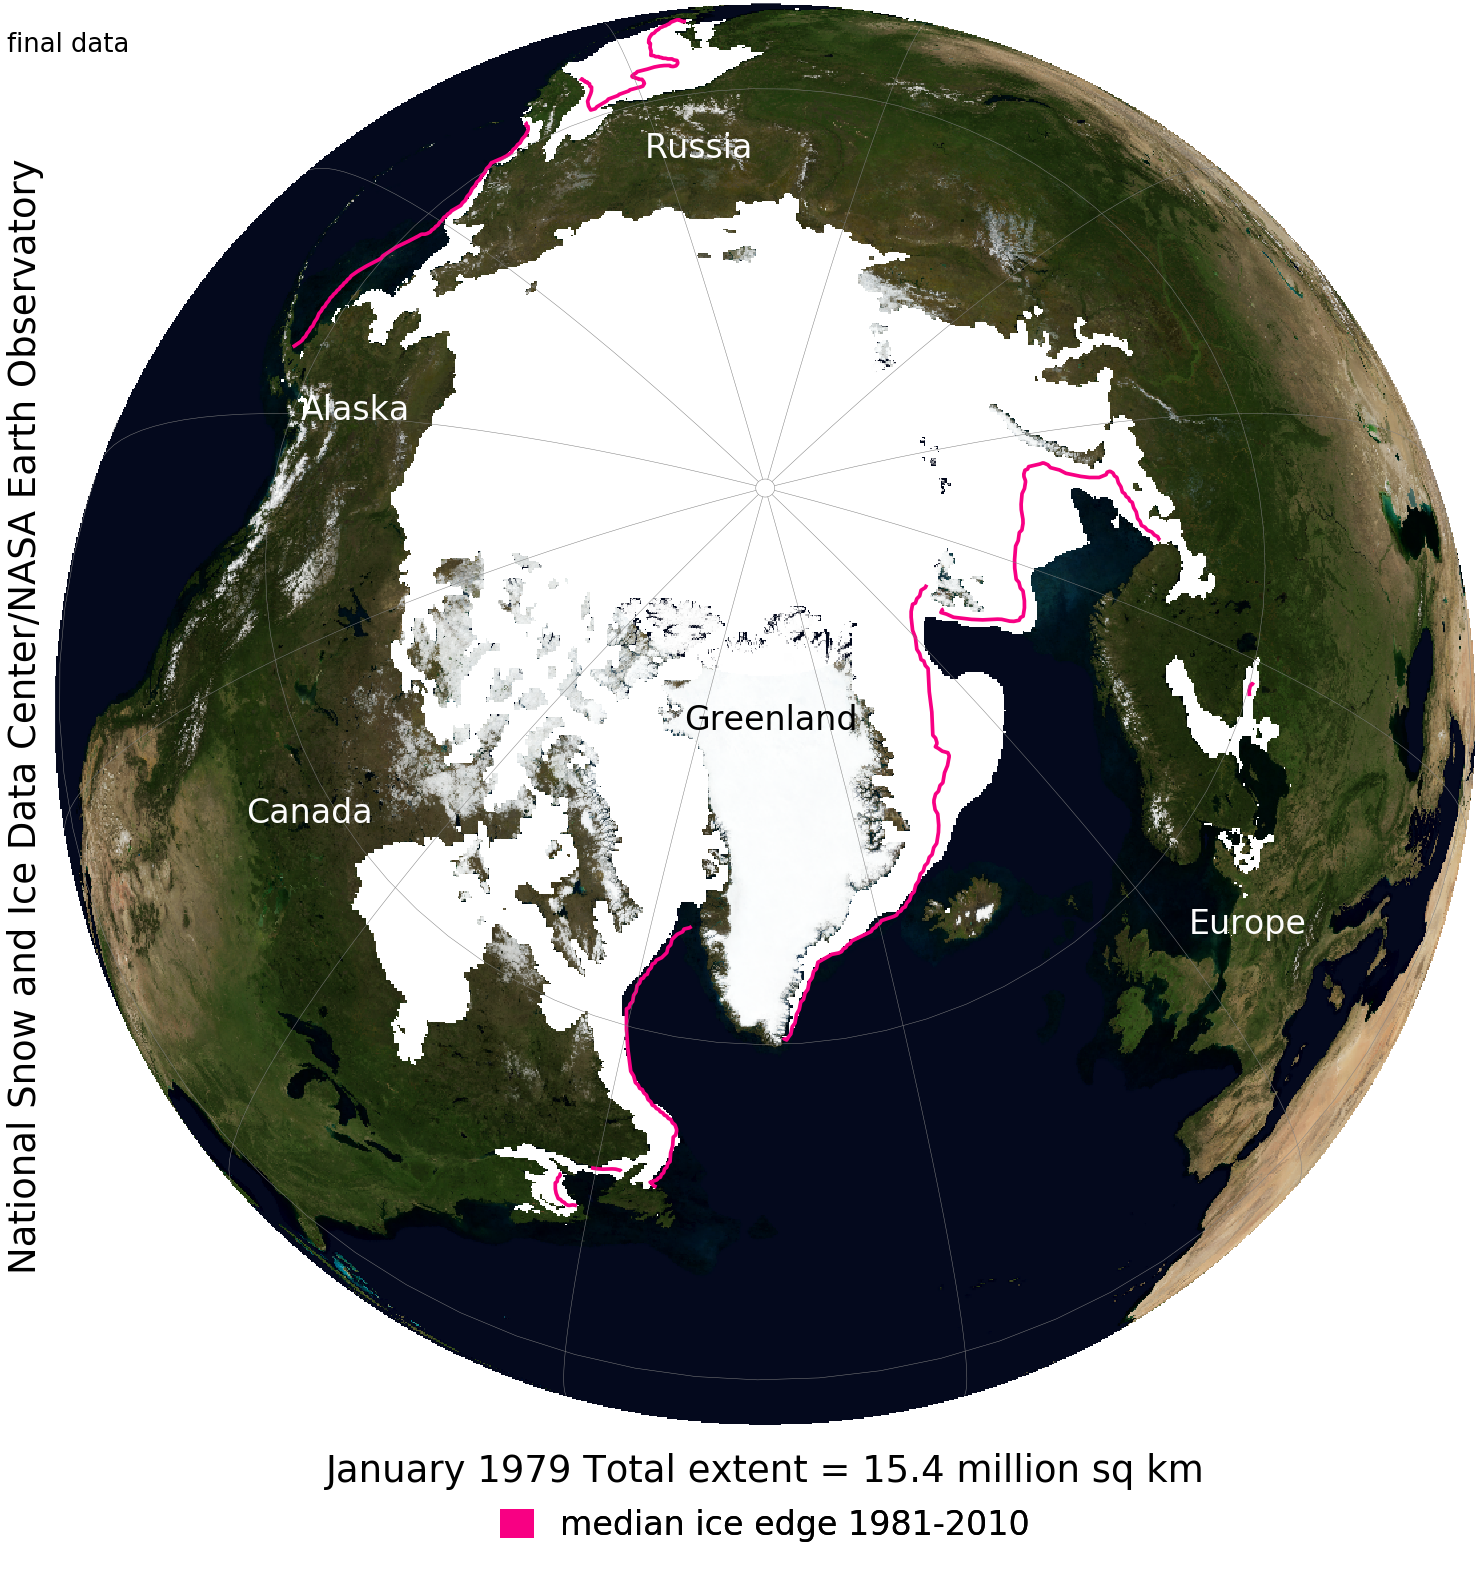 final data
National Snow and Ice Data Center/NASA Earth Observatory
Russia
Alaska
Greenland
Canada
Europe
January 1979 Total extent = 15.4 million sq km
median ice edge 1981-2010